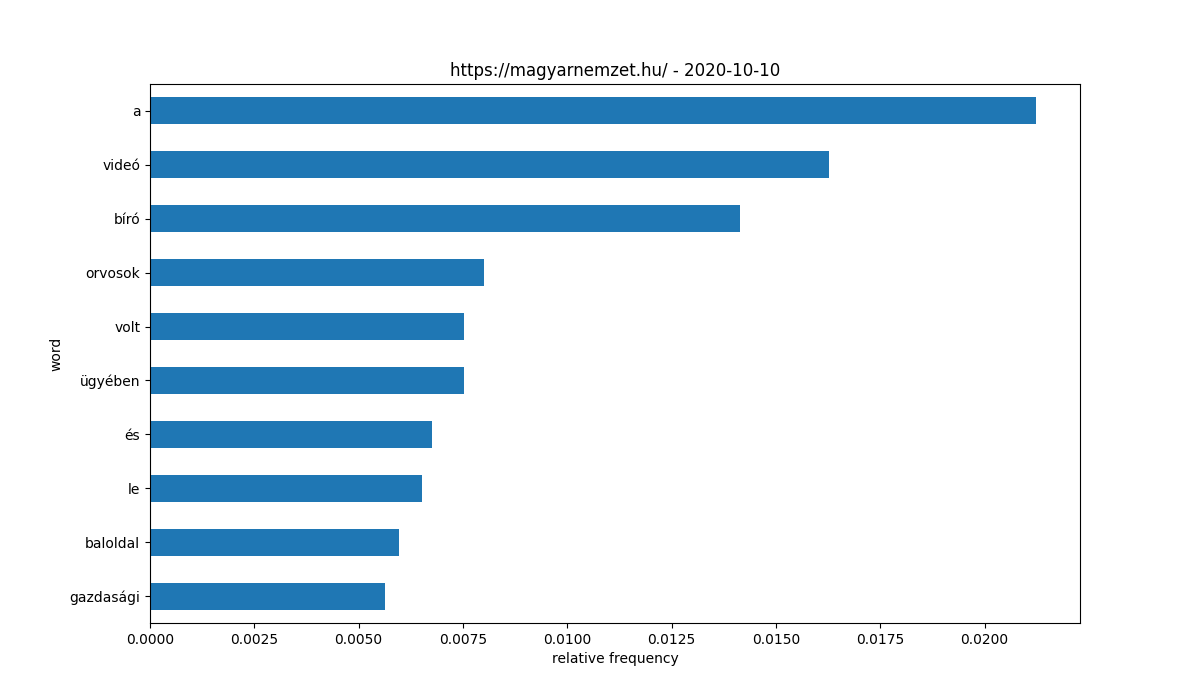 https://magyarnemzet.hu/ - 2020-10-10
a
videó
bíró
orvosok
volt
ügyében
és
le
baloldal
gazdasági
word
0.0000 0.0025 0.0050 0.0075 0.0100 0.0125 0.0150 0.0175 0.0200
relative frequency